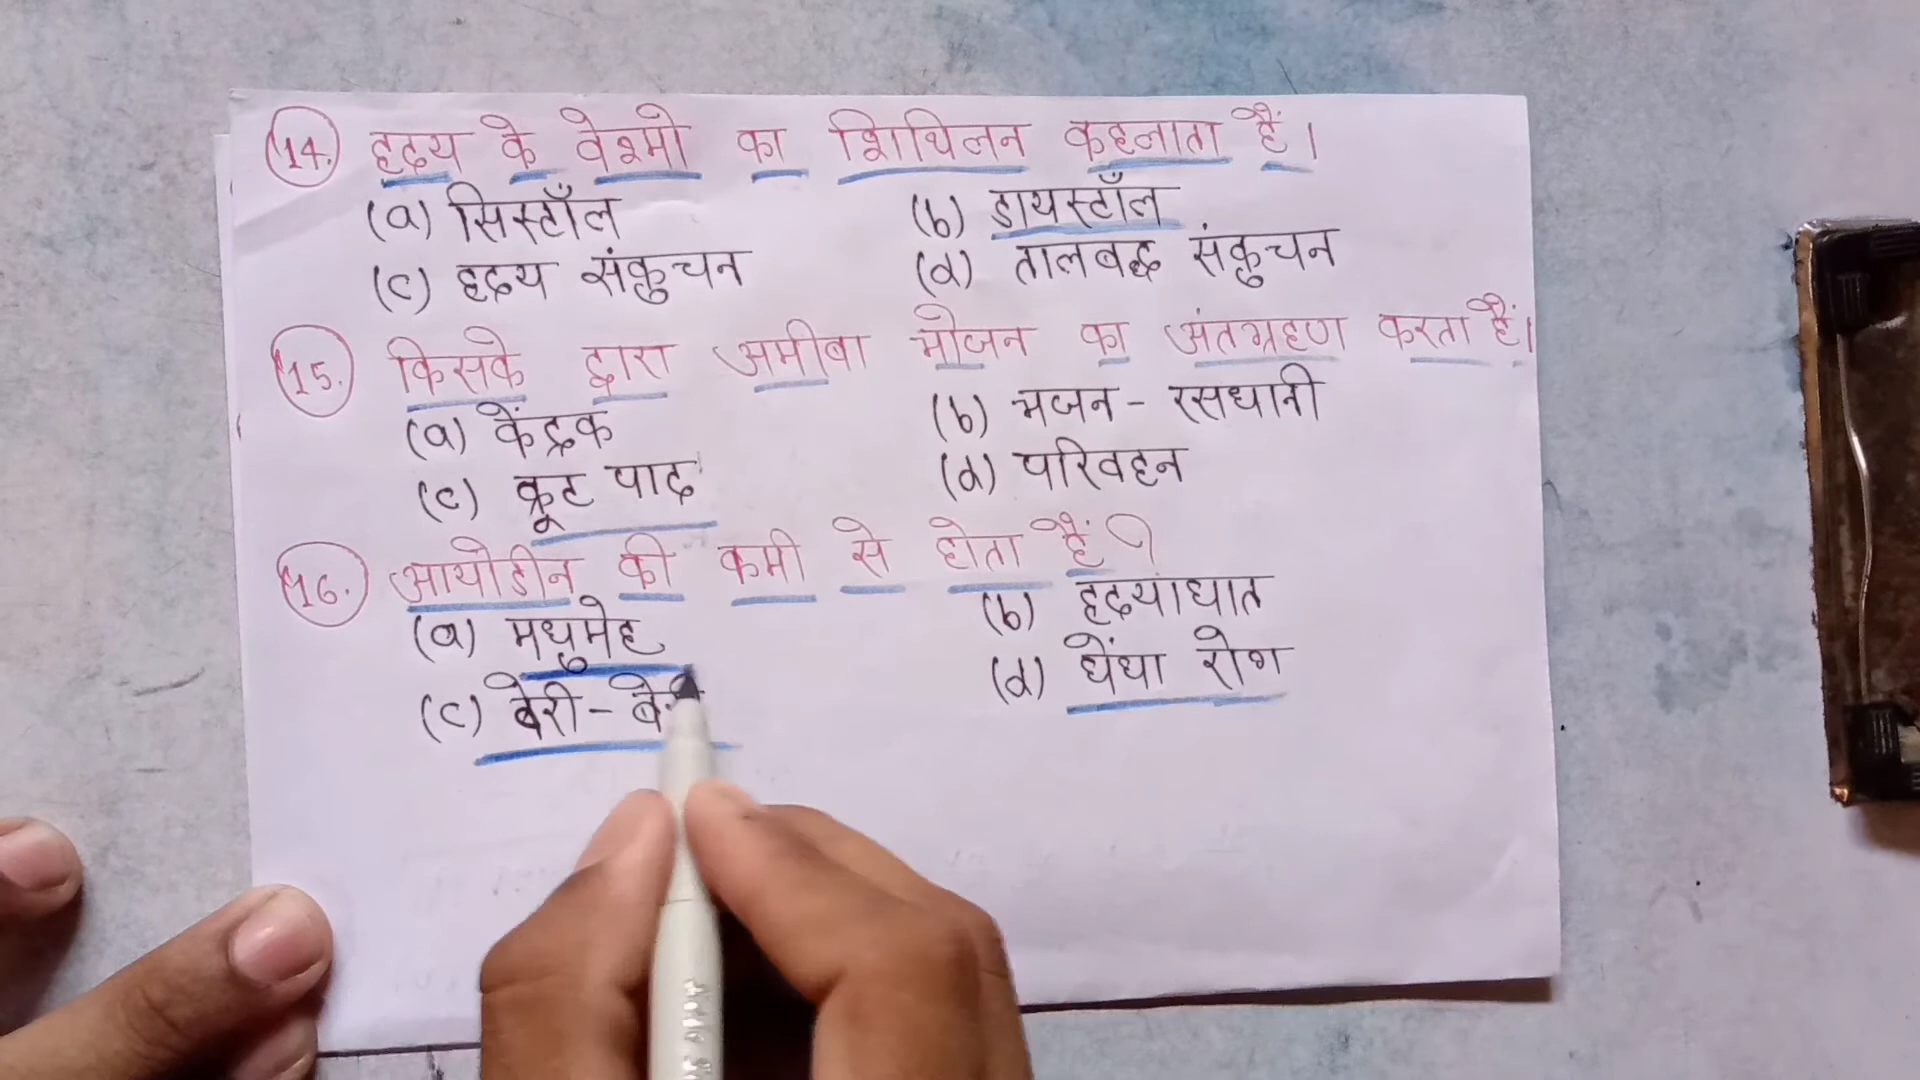 14. हृदय के वेश्मो का शिथिलन कहलाता हैं।
(a) सिस्टॉल (b) डायस्टॉल
(c) हृदय संकुचन (d) तालबद्ध संकुचन
15. किसके द्वारा अमीबा भोजन का अंतग्रहण करता हैं।
(a) केंद्रक (b) भजन - रसधानी
(c) कूट पाद (d) परिवहन
16. आयोडीन की कमी से होता हैं ?
(a) मधुमेह (b) हृदयाघात
(c) बेरी - बेरी (d) घेंघा रोग